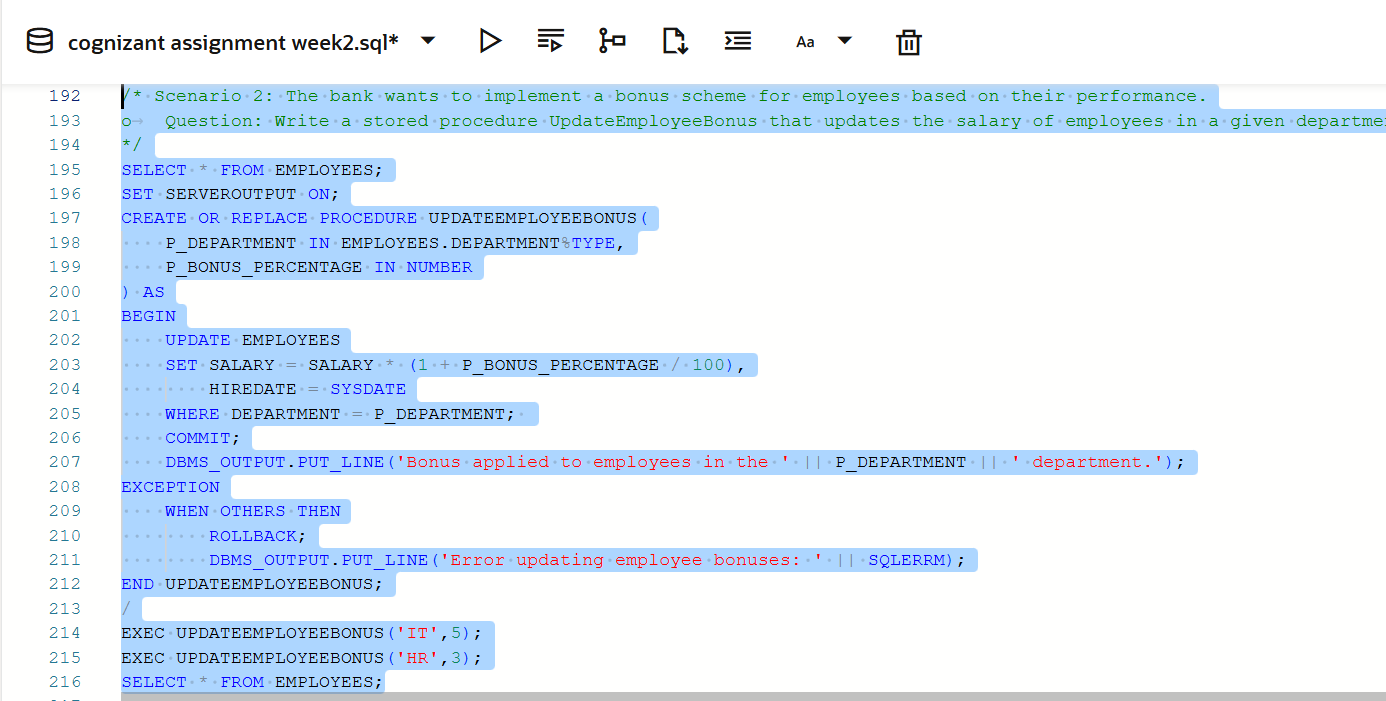 cognizant assignment week2.sql*
Aa
192 /* Scenario 2: The bank wants to implement a bonus scheme for employees based on their performance.
193 o→ Question: Write a stored procedure UpdateEmployeeBonus that updates the salary of employees in a given departme
194 */
195 SELECT * FROM EMPLOYEES;
196 SET SERVEROUTPUT ON;
197 CREATE OR REPLACE PROCEDURE UPDATEEMPLOYEEBONUS(
198     P_DEPARTMENT IN EMPLOYEES.DEPARTMENT%TYPE,
199     P_BONUS_PERCENTAGE IN NUMBER
200 ) AS
201 BEGIN
202     UPDATE EMPLOYEES
203     SET SALARY = SALARY * (1 + P_BONUS_PERCENTAGE / 100),
204         HIREDATE = SYSDATE
205     WHERE DEPARTMENT = P_DEPARTMENT;
206     COMMIT;
207     DBMS_OUTPUT.PUT_LINE('Bonus applied to employees in the ' || P_DEPARTMENT || ' department.');
208 EXCEPTION
209     WHEN OTHERS THEN
210         ROLLBACK;
211         DBMS_OUTPUT.PUT_LINE('Error updating employee bonuses: ' || SQLERRM);
212 END UPDATEEMPLOYEEBONUS;
213 /
214 EXEC UPDATEEMPLOYEEBONUS('IT',5);
215 EXEC UPDATEEMPLOYEEBONUS('HR',3);
216 SELECT * FROM EMPLOYEES;